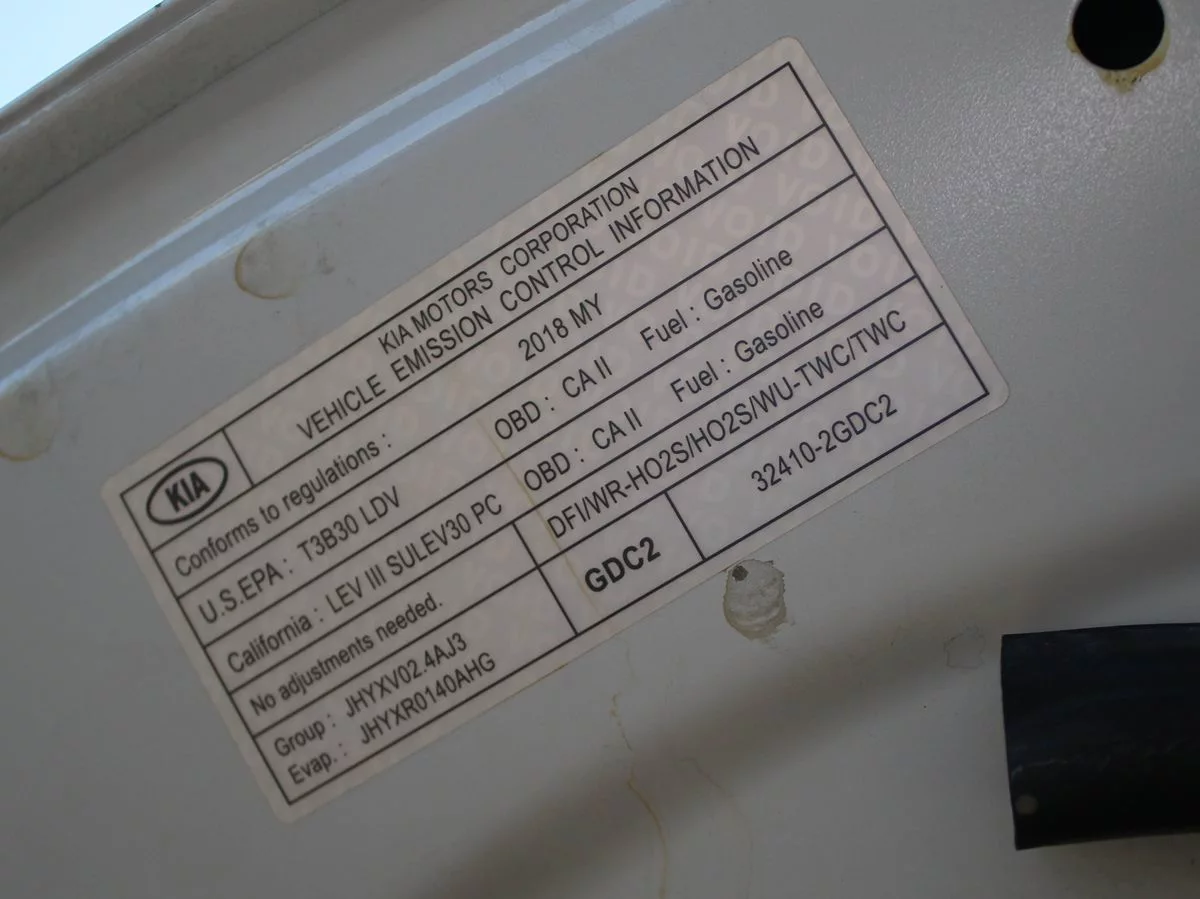 KIA MOTORS CORPORATION
KIA VEHICLE EMISSION CONTROL INFORMATION
Conforms to regulations : 2018 MY
U.S.EPA : T3B30 LDV OBD : CA II Fuel : Gasoline
California : LEV III SULEV30 PC OBD : CA II Fuel : Gasoline
No adjustments needed. DFI/WR-HO2S/HO2S/WU-TWC/TWC
Group : JHYXV02.4AJ3 GDC2 32410-2GDC2
Evap. : JHYXR0140AHG
VOID